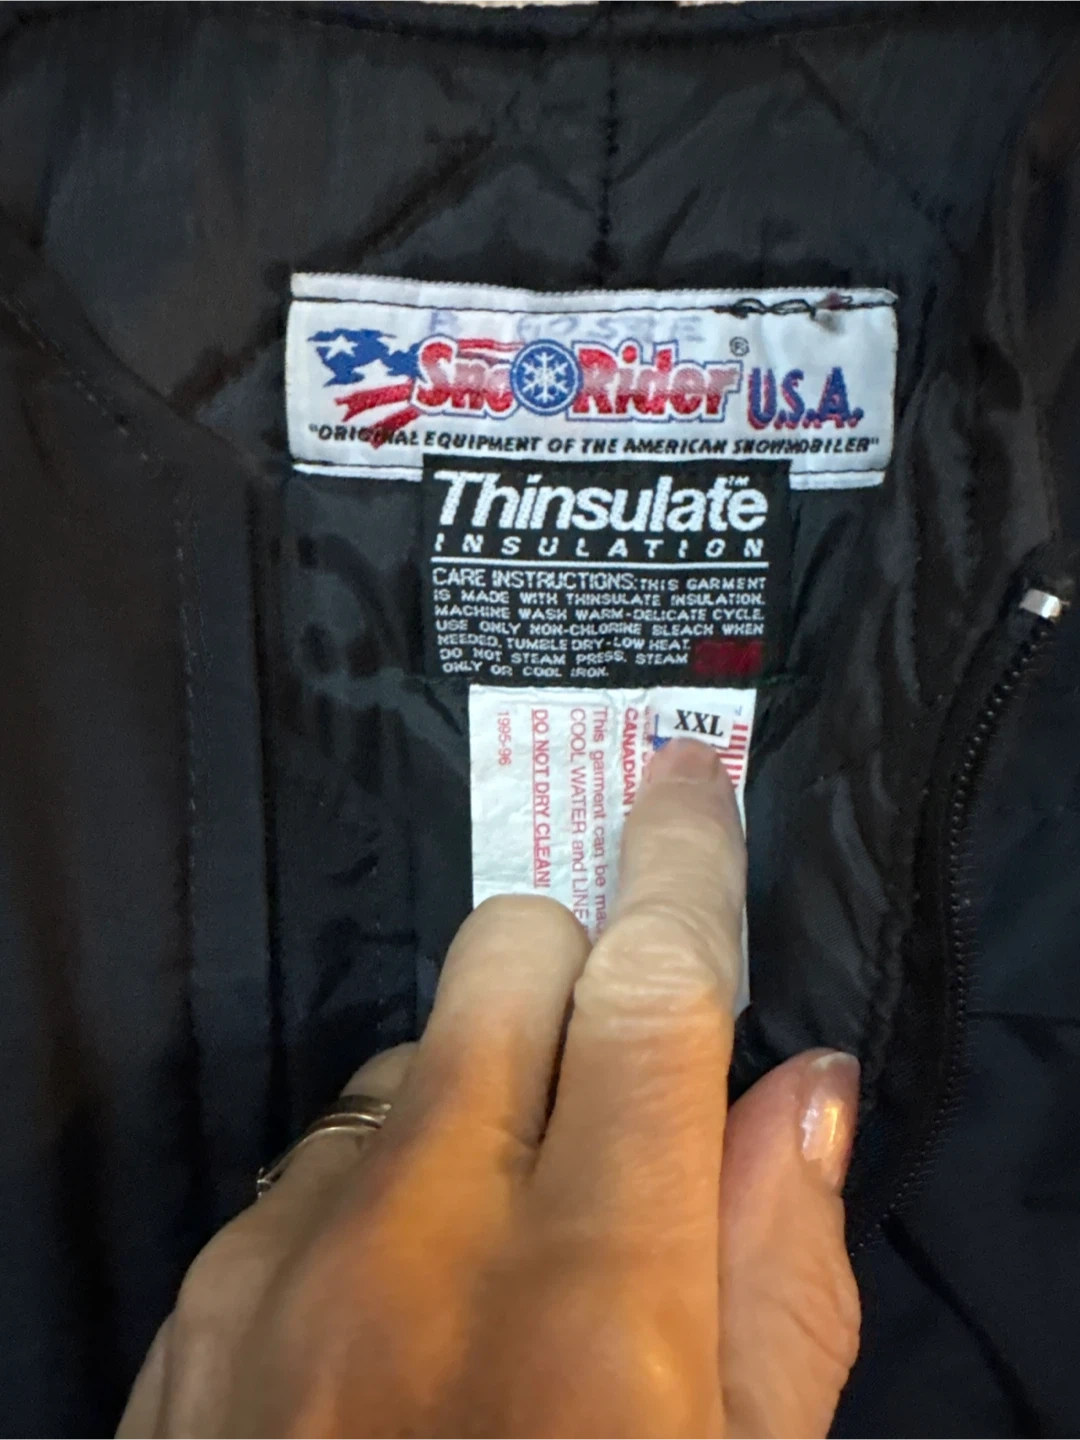 Sno Rider ® U.S.A.
"ORIGINAL EQUIPMENT OF THE AMERICAN SNOWMOBILER"
Thinsulate™
INSULATION
CARE INSTRUCTIONS: THIS GARMENT
IS MADE WITH THINSULATE INSULATION.
MACHINE WASH WARM-DELICATE CYCLE.
USE ONLY NON-CHLORINE BLEACH WHEN
NEEDED, TUMBLE DRY-LOW HEAT.
DO NOT STEAM PRESS. STEAM 3M
ONLY OR COOL IRON.
XXL
CANADIAN
This garment can be
COOL WATER and LINE
DO NOT DRY CLEAN!
1995-96